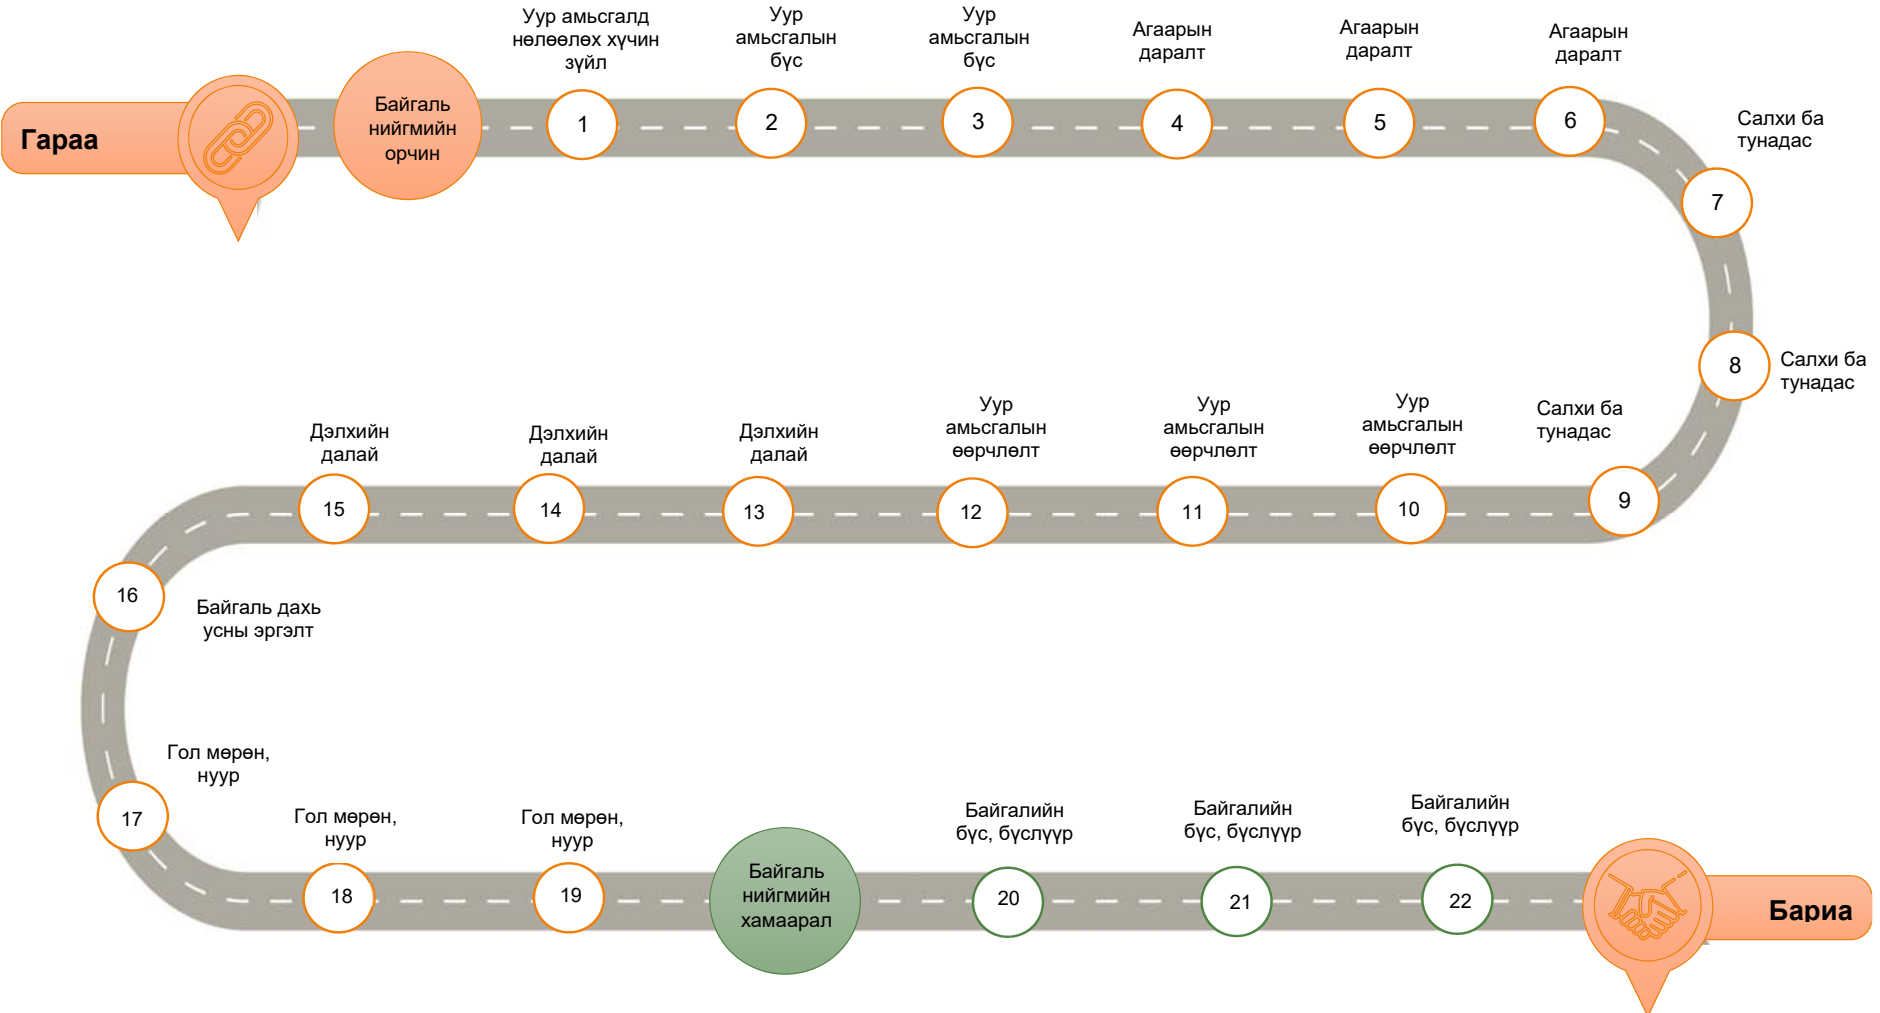 Гараа
Байгаль
нийгмийн
орчин
Уур амьсгалд
нөлөөлөх хүчин
зүйл
1
Уур
амьсгалын
бүс
2
Уур
амьсгалын
бүс
3
Агаарын
даралт
4
Агаарын
даралт
5
Агаарын
даралт
6
Салхи ба
тунадас
7
Салхи ба
тунадас
8
Салхи ба
тунадас
9
Уур
амьсгалын
өөрчлөлт
10
Уур
амьсгалын
өөрчлөлт
11
Уур
амьсгалын
өөрчлөлт
12
Дэлхийн
далай
13
Дэлхийн
далай
14
Дэлхийн
далай
15
16
Байгаль дахь
усны эргэлт
Гол мөрөн,
нуур
17
Гол мөрөн,
нуур
18
Гол мөрөн,
нуур
19
Байгаль
нийгмийн
хамаарал
Байгалийн
бүс, бүслүүр
20
Байгалийн
бүс, бүслүүр
21
Байгалийн
бүс, бүслүүр
22
Бариа